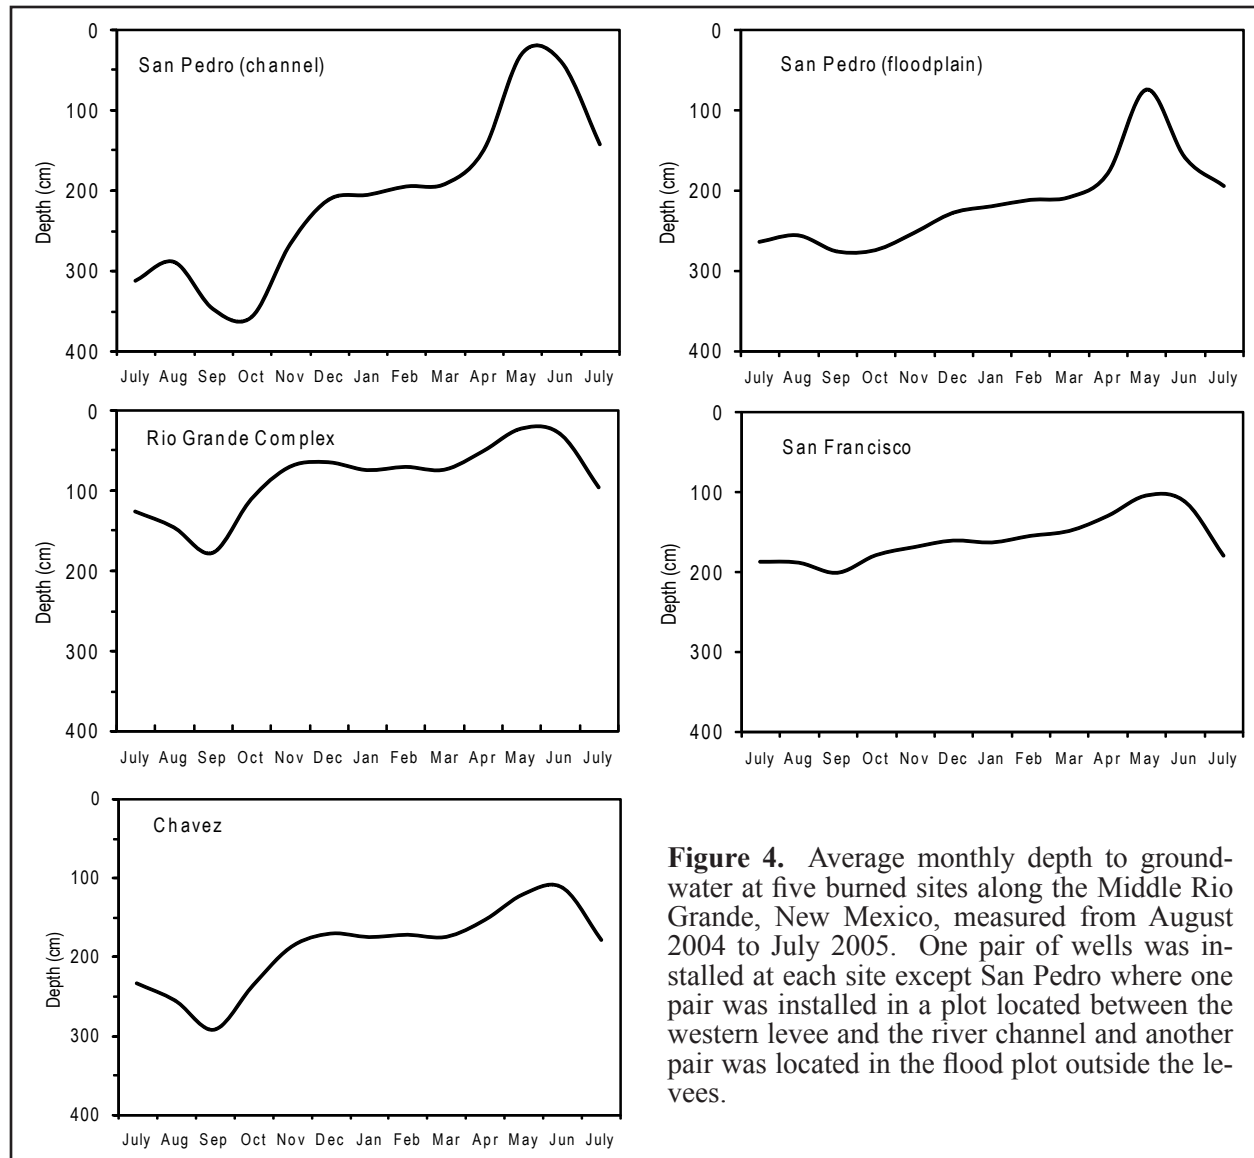 San Pedro (channel)
Depth (cm)
0
100
200
300
400
July Aug Sep Oct Nov Dec Jan Feb Mar Apr May Jun July
San Pedro (floodplain)
Depth (cm)
0
100
200
300
400
July Aug Sep Oct Nov Dec Jan Feb Mar Apr May Jun July
Rio Grande Complex
Depth (cm)
0
100
200
300
400
July Aug Sep Oct Nov Dec Jan Feb Mar Apr May Jun July
San Francisco
Depth (cm)
0
100
200
300
400
July Aug Sep Oct Nov Dec Jan Feb Mar Apr May Jun July
Chavez
Depth (cm)
0
100
200
300
400
July Aug Sep Oct Nov Dec Jan Feb Mar Apr May Jun July
Figure 4. Average monthly depth to ground-
water at five burned sites along the Middle Rio
Grande, New Mexico, measured from August
2004 to July 2005. One pair of wells was in-
stalled at each site except San Pedro where one
pair was installed in a plot located between the
western levee and the river channel and another
pair was located in the flood plot outside the le-
vees.